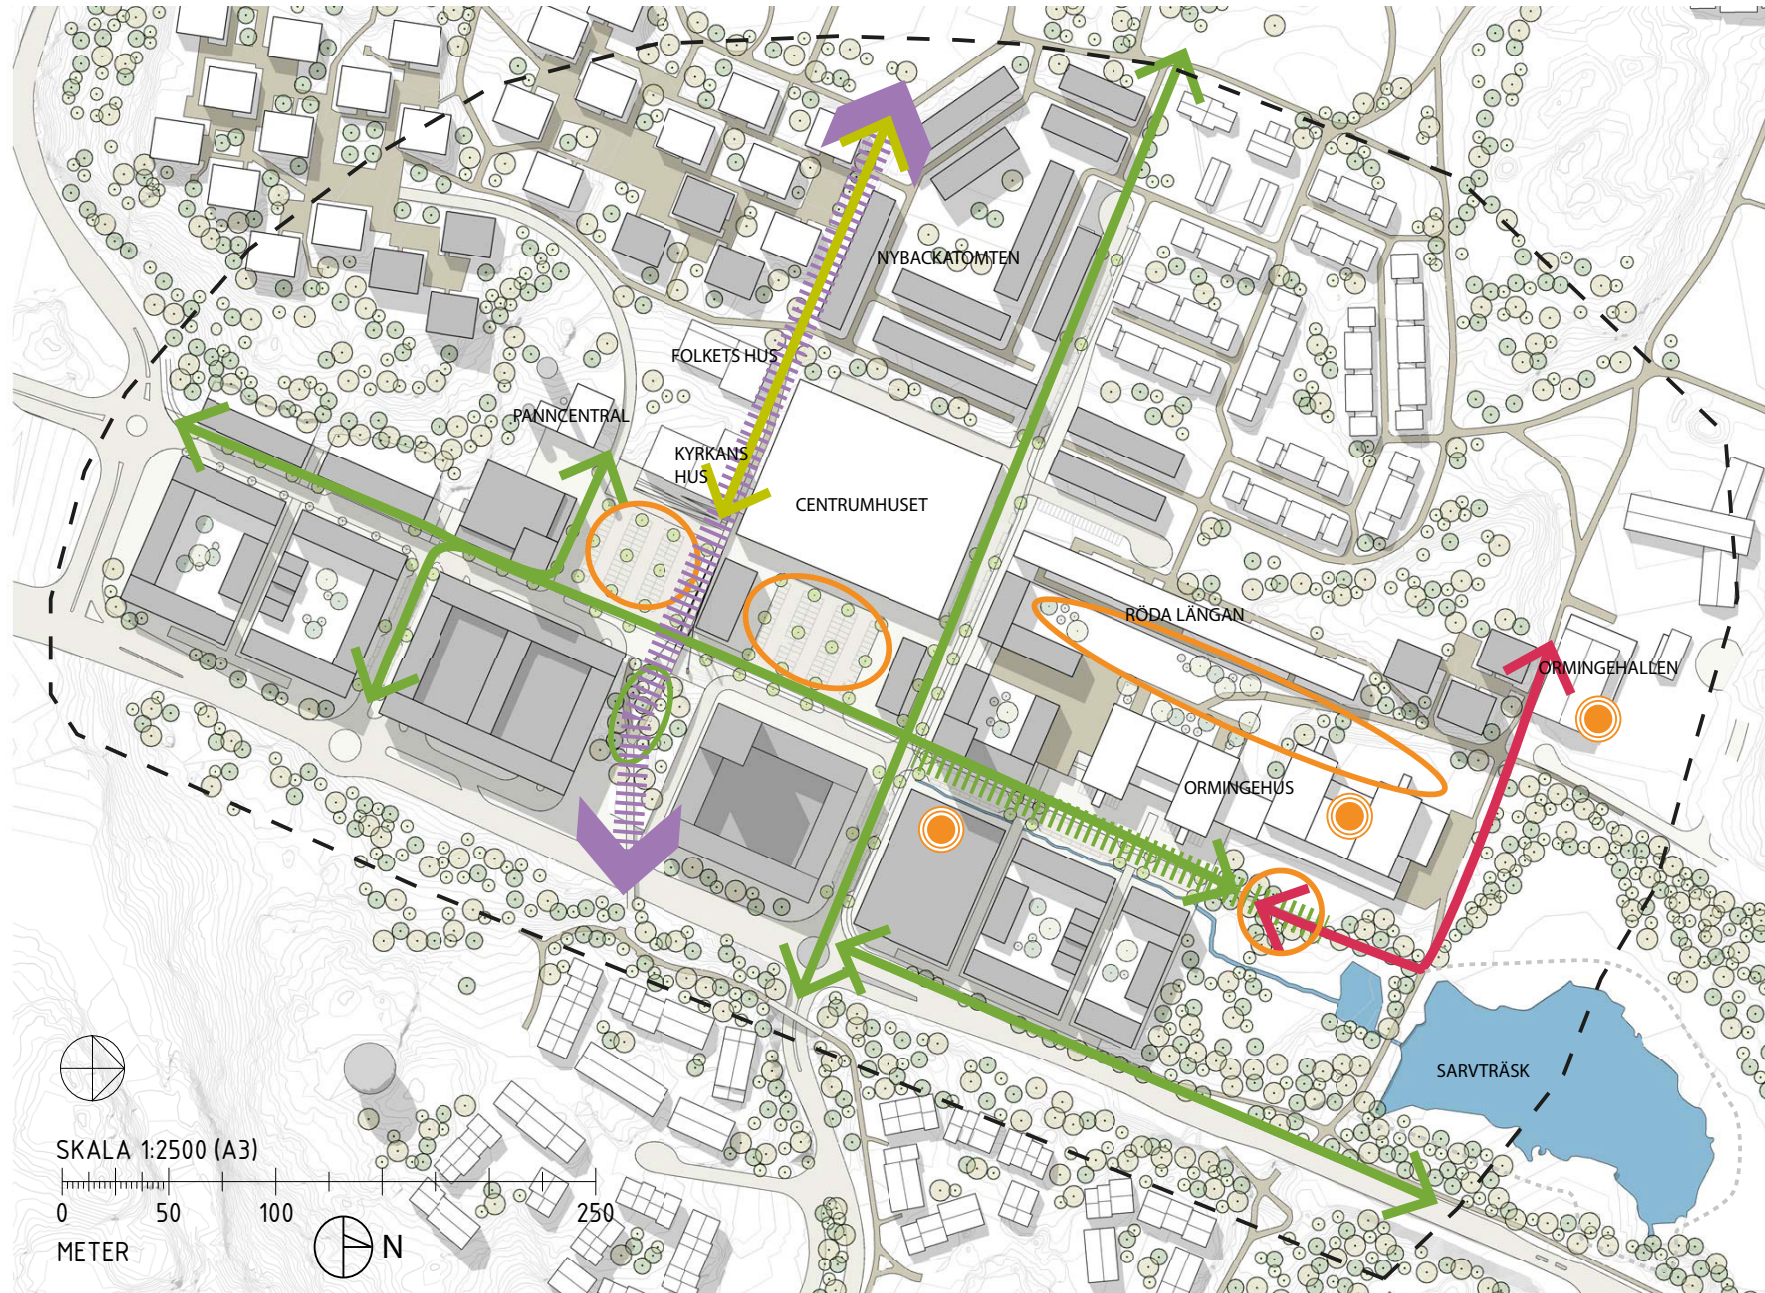 NYBACKATOMTEN
FOLKETS HUS
PANNCENTRAL
KYRKANS
HUS
CENTRUMHUSET
RÖDA LÄNGAN
ORMINGEHALLEN
ORMINGEHUS
SARVTRÄSK
SKALA 1:2500 (A3)
0 50 100 250
METER
N